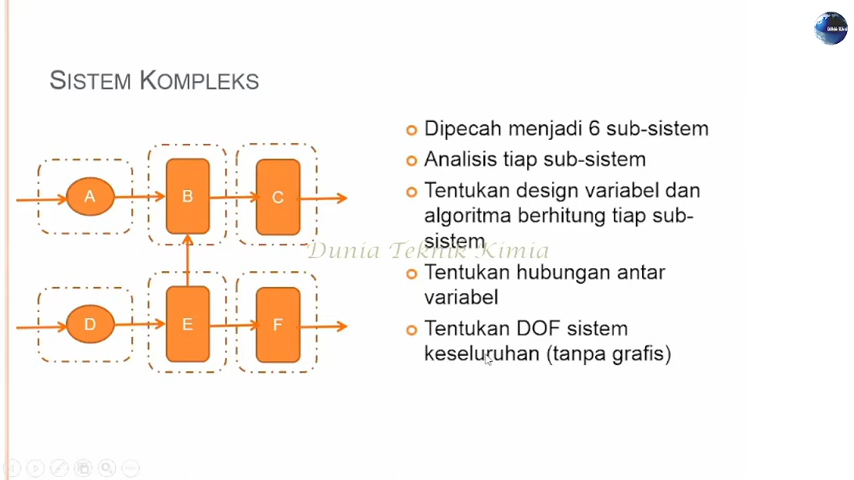 SISTEM KOMPLEKS
Dipecah menjadi 6 sub-sistem
Analisis tiap sub-sistem
Tentukan design variabel dan
algoritma berhitung tiap sub-
sistem
Tentukan hubungan antar
variabel
Tentukan DOF sistem
keseluruhan (tanpa grafis)
A
B
C
D
E
F
Dunia Teknik Kimia